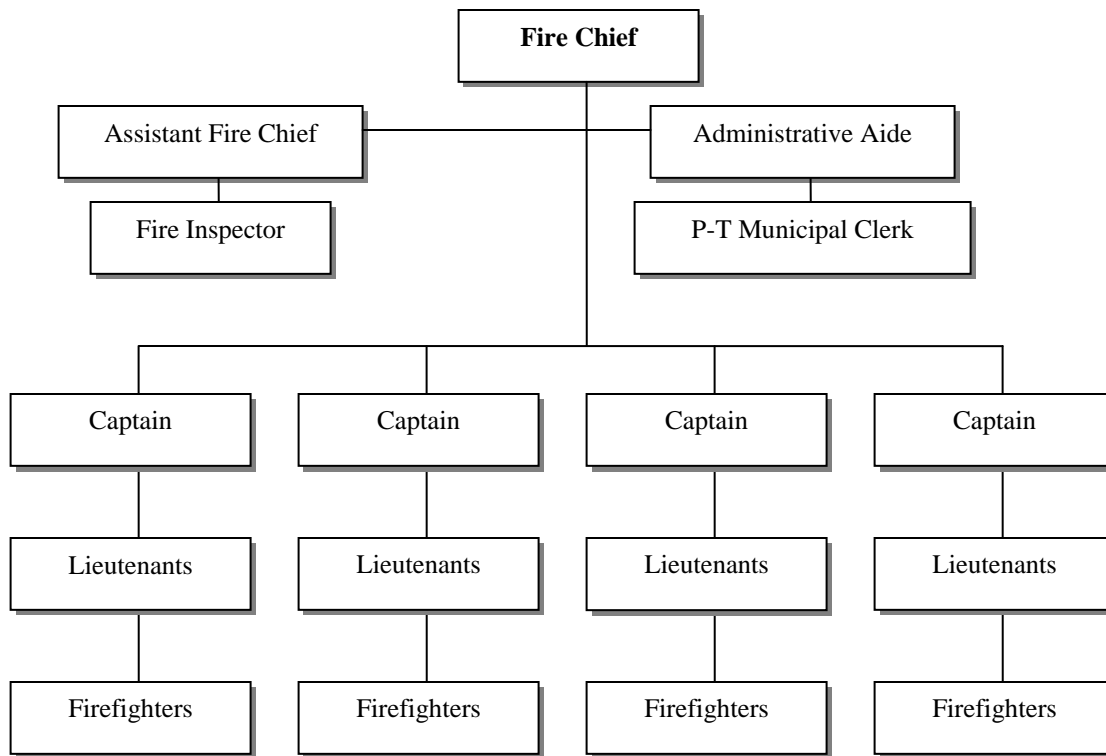 Fire Chief
Assistant Fire Chief
Administrative Aide
Fire Inspector
P-T Municipal Clerk
Captain
Captain
Captain
Captain
Lieutenants
Lieutenants
Lieutenants
Lieutenants
Firefighters
Firefighters
Firefighters
Firefighters